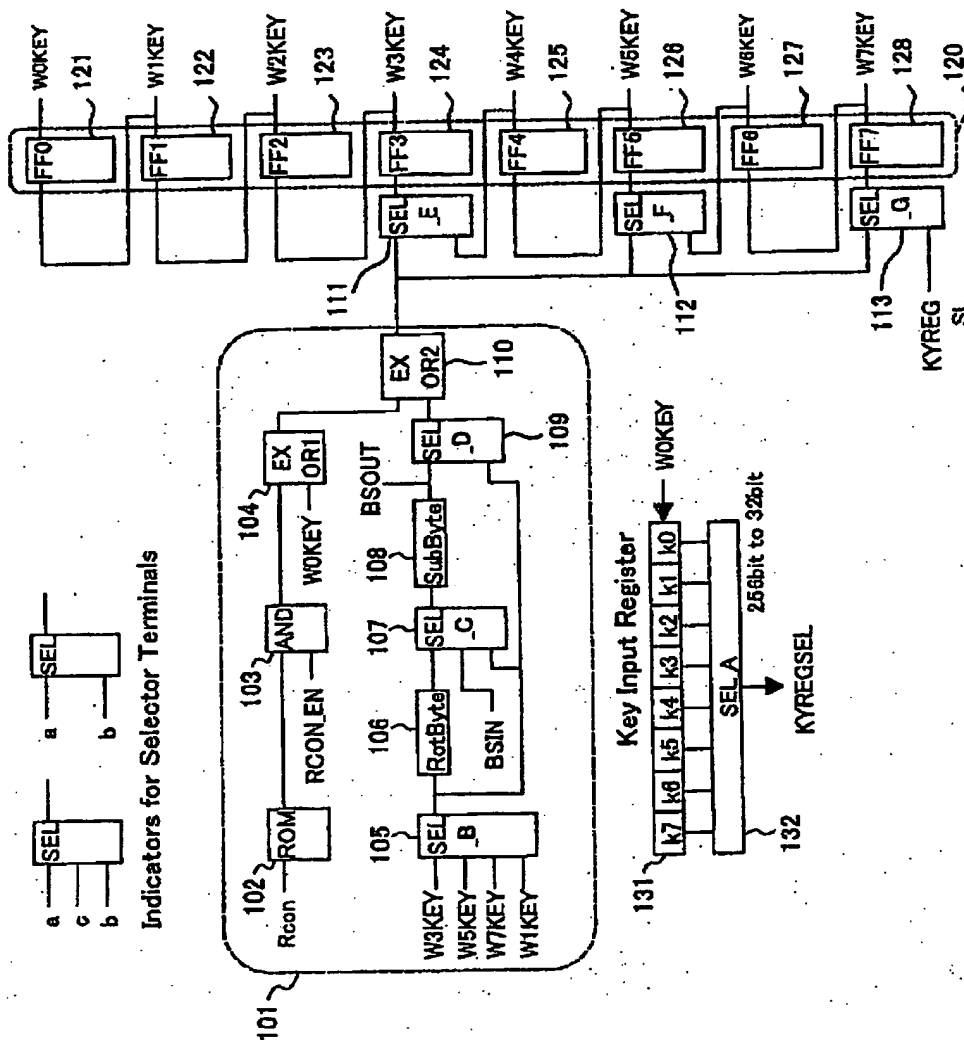 W0KEY
121
FF0
W1KEY
122
FF1
W2KEY
123
FF2
W3KEY
124
FF3
W4KEY
125
FF4
W5KEY
126
FF5
W6KEY
127
FF6
W7KEY
128
FF7
120
SEL
_E
111
SEL
_F
112
SEL
_G
113
KYREG
a
c
b
SEL
a
b
SEL
Indicators for Selector Terminals
101
Rcon
102
ROM
103
AND
RCON_EN
104
EX
OR1
W0KEY
EX
OR2
110
W3KEY
W5KEY
W7KEY
W1KEY
105
SEL
_B
106
RotByte
BSIN
107
SEL
_C
108
SubByte
BSOUT
SEL
_D
109
Key Input Register
131
k7 k6 k5 k4 k3 k2 k1 k0
W0KEY
SEL_A
132
256bit to 32bit
KYREGSEL